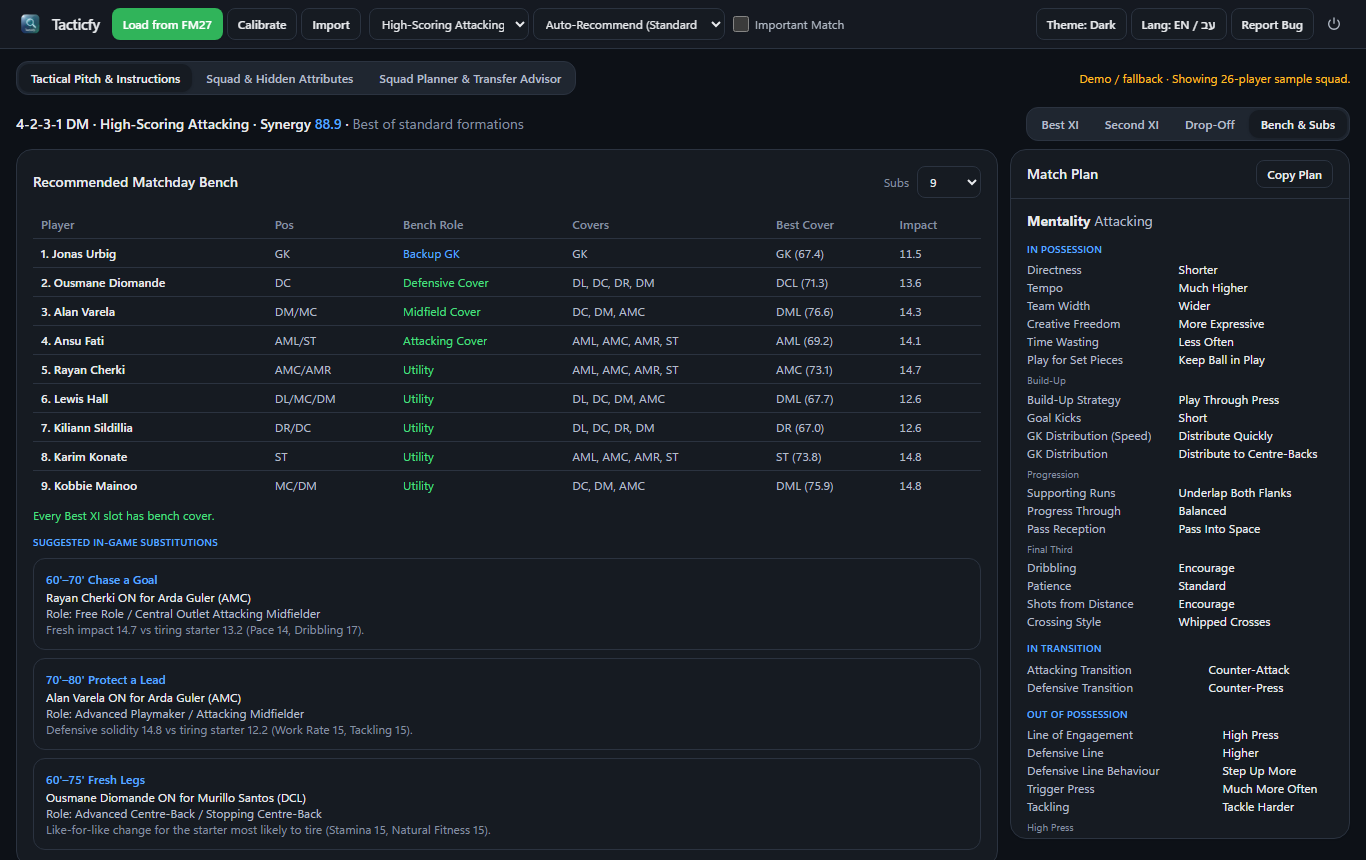 Tacticfy Load from FM27 Calibrate Import High-Scoring Attacking Auto-Recommend (Standard Important Match Theme: Dark Lang: EN / עב Report Bug
Tactical Pitch & Instructions Squad & Hidden Attributes Squad Planner & Transfer Advisor Demo / fallback · Showing 26-player sample squad.
4-2-3-1 DM · High-Scoring Attacking · Synergy 88.9 · Best of standard formations
Best XI Second XI Drop-Off Bench & Subs
Recommended Matchday Bench Subs 9
Player Pos Bench Role Covers Best Cover Impact
1. Jonas Urbig GK Backup GK GK GK (67.4) 11.5
2. Ousmane Diomande DC Defensive Cover DL, DC, DR, DM DCL (71.3) 13.6
3. Alan Varela DM/MC Midfield Cover DC, DM, AMC DML (76.6) 14.3
4. Ansu Fati AML/ST Attacking Cover AML, AMC, AMR, ST AML (69.2) 14.1
5. Rayan Cherki AMC/AMR Utility AML, AMC, AMR, ST AMC (73.1) 14.7
6. Lewis Hall DL/MC/DM Utility DL, DC, DM, AMC DML (67.7) 12.6
7. Kiliann Sildillia DR/DC Utility DL, DC, DR, DM DR (67.0) 12.6
8. Karim Konate ST Utility AML, AMC, AMR, ST ST (73.8) 14.8
9. Kobbie Mainoo MC/DM Utility DC, DM, AMC DML (75.9) 14.8
Every Best XI slot has bench cover.
SUGGESTED IN-GAME SUBSTITUTIONS
60'–70' Chase a Goal
Rayan Cherki ON for Arda Guler (AMC)
Role: Free Role / Central Outlet Attacking Midfielder
Fresh impact 14.7 vs tiring starter 13.2 (Pace 14, Dribbling 17).
70'–80' Protect a Lead
Alan Varela ON for Arda Guler (AMC)
Role: Advanced Playmaker / Attacking Midfielder
Defensive solidity 14.8 vs tiring starter 12.2 (Work Rate 15, Tackling 15).
60'–75' Fresh Legs
Ousmane Diomande ON for Murillo Santos (DCL)
Role: Advanced Centre-Back / Stopping Centre-Back
Like-for-like change for the starter most likely to tire (Stamina 15, Natural Fitness 15).
Match Plan Copy Plan
Mentality Attacking
IN POSSESSION
Directness Shorter
Tempo Much Higher
Team Width Wider
Creative Freedom More Expressive
Time Wasting Less Often
Play for Set Pieces Keep Ball in Play
Build-Up
Build-Up Strategy Play Through Press
Goal Kicks Short
GK Distribution (Speed) Distribute Quickly
GK Distribution Distribute to Centre-Backs
Progression
Supporting Runs Underlap Both Flanks
Progress Through Balanced
Pass Reception Pass Into Space
Final Third
Dribbling Encourage
Patience Standard
Shots from Distance Encourage
Crossing Style Whipped Crosses
IN TRANSITION
Attacking Transition Counter-Attack
Defensive Transition Counter-Press
OUT OF POSSESSION
Line of Engagement High Press
Defensive Line Higher
Defensive Line Behaviour Step Up More
Trigger Press Much More Often
Tackling Tackle Harder
High Press